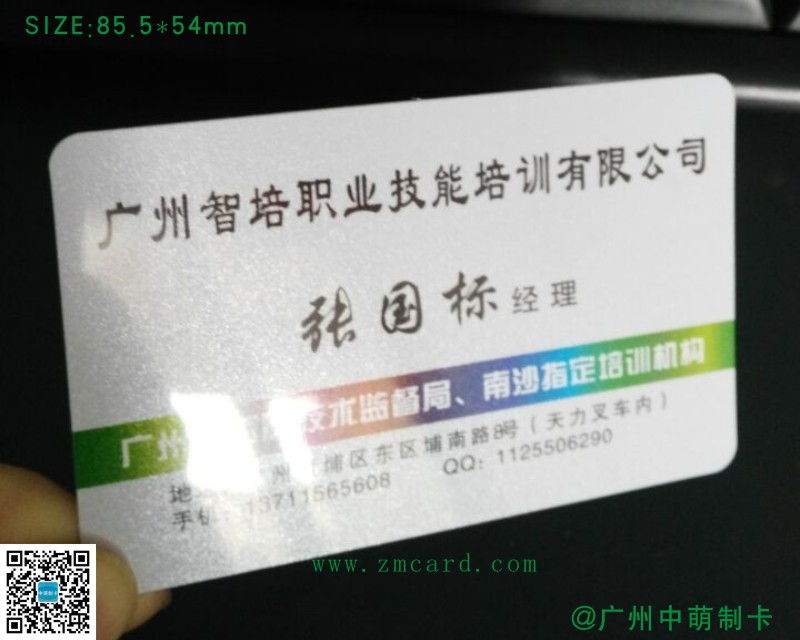 SIZE:85.5*54mm
广州智培职业技能培训有限公司
张国标 经理
广州 技术监督局、南沙指定培训机构
地 州 埔区东区埔南路8号（天力叉车内）
手机：13711565608 QQ：1125506290
www.zmcard.com
@广州中萌制卡